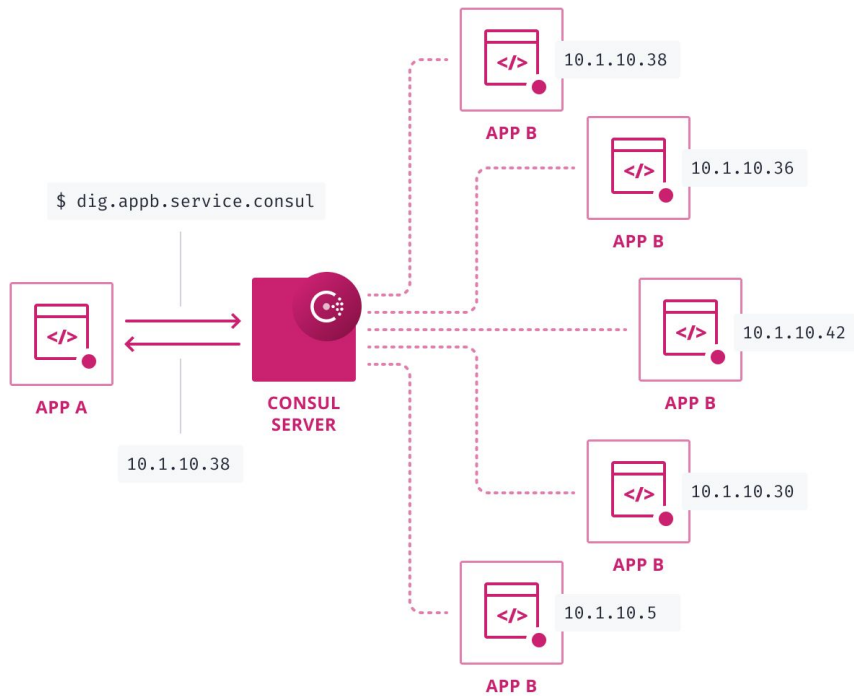 10.1.10.38
APP B
10.1.10.36
APP B
$ dig.appb.service.consul
10.1.10.42
APP B
APP A
CONSUL
SERVER
10.1.10.38
10.1.10.30
APP B
10.1.10.5
APP B